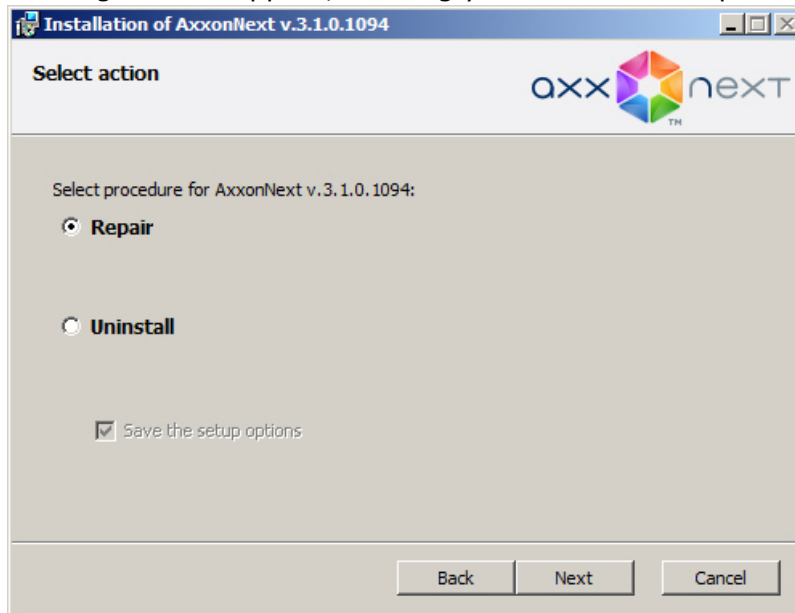 Installation of AxxonNext v.3.1.0.1094
Select action
axx next
TM
Select procedure for AxxonNext v.3.1.0.1094:
Repair
Uninstall
Save the setup options
Back Next Cancel